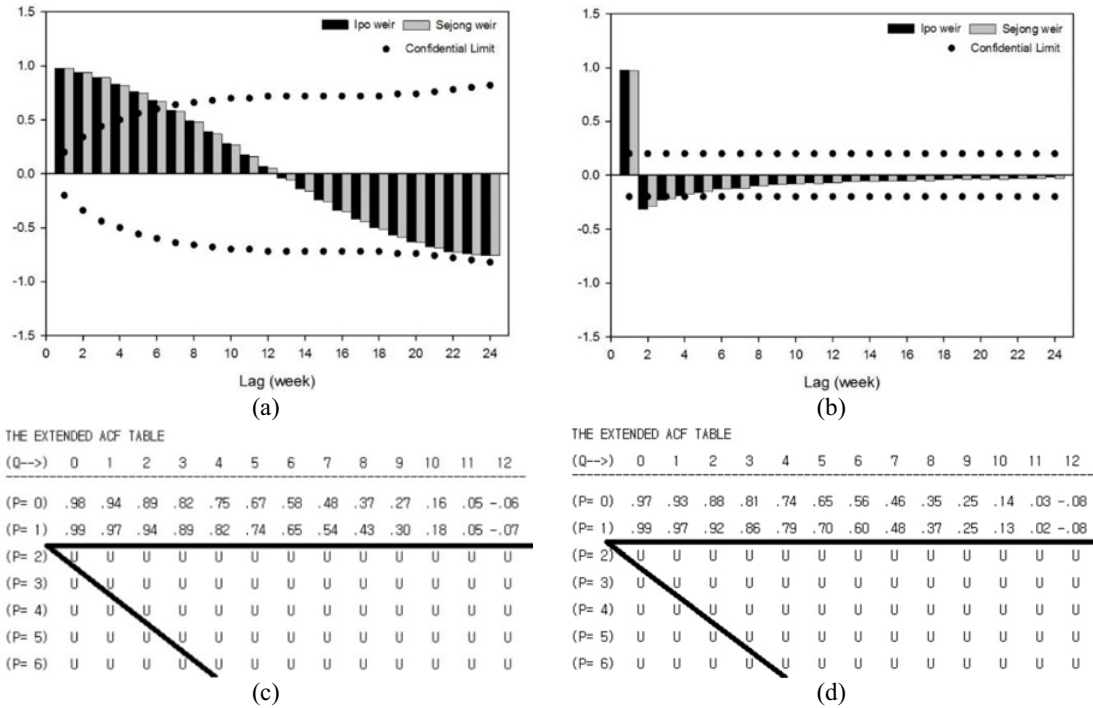 Ipo weir Sejong weir
Confidential Limit
1.5
1.0
0.5
0.0
-0.5
-1.0
-1.5
0 2 4 6 8 10 12 14 16 18 20 22 24
Lag (week)
(a)
Ipo weir Sejong weir
Confidential Limit
1.5
1.0
0.5
0.0
-0.5
-1.0
-1.5
0 2 4 6 8 10 12 14 16 18 20 22 24
Lag (week)
(b)
THE EXTENDED ACF TABLE
(Q-->) 0 1 2 3 4 5 6 7 8 9 10 11 12
(P= 0) .98 .94 .89 .82 .75 .67 .58 .48 .37 .27 .16 .05 -.06
(P= 1) .99 .97 .94 .89 .82 .74 .65 .54 .43 .30 .18 .05 -.07
(P= 2) U U U U U U U U U U U U U
(P= 3) U U U U U U U U U U U U U
(P= 4) U U U U U U U U U U U U U
(P= 5) U U U U U U U U U U U U U
(P= 6) U U U U U U U U U U U U U
(c)
THE EXTENDED ACF TABLE
(Q-->) 0 1 2 3 4 5 6 7 8 9 10 11 12
(P= 0) .97 .93 .88 .81 .74 .65 .56 .46 .35 .25 .14 .03 -.08
(P= 1) .99 .97 .92 .86 .79 .70 .60 .48 .37 .25 .13 .02 -.08
(P= 2) U U U U U U U U U U U U U
(P= 3) U U U U U U U U U U U U U
(P= 4) U U U U U U U U U U U U U
(P= 5) U U U U U U U U U U U U U
(P= 6) U U U U U U U U U U U U U
(d)